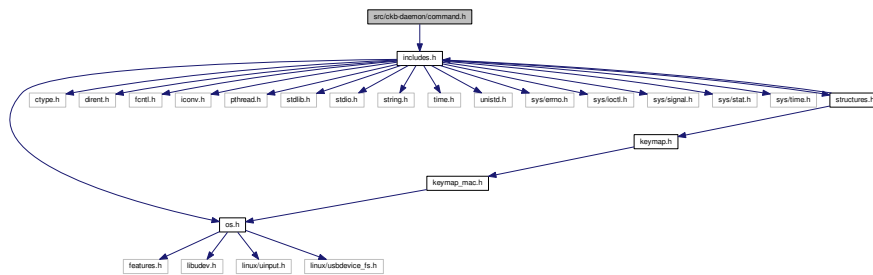 src/ckb-daemon/command.h
includes.h
ctype.h dirent.h fcntl.h iconv.h pthread.h stdlib.h stdio.h string.h time.h unistd.h sys/errno.h sys/ioctl.h sys/signal.h sys/stat.h sys/time.h structures.h
keymap.h
keymap_mac.h
os.h
features.h libudev.h linux/uinput.h linux/usbdevice_fs.h